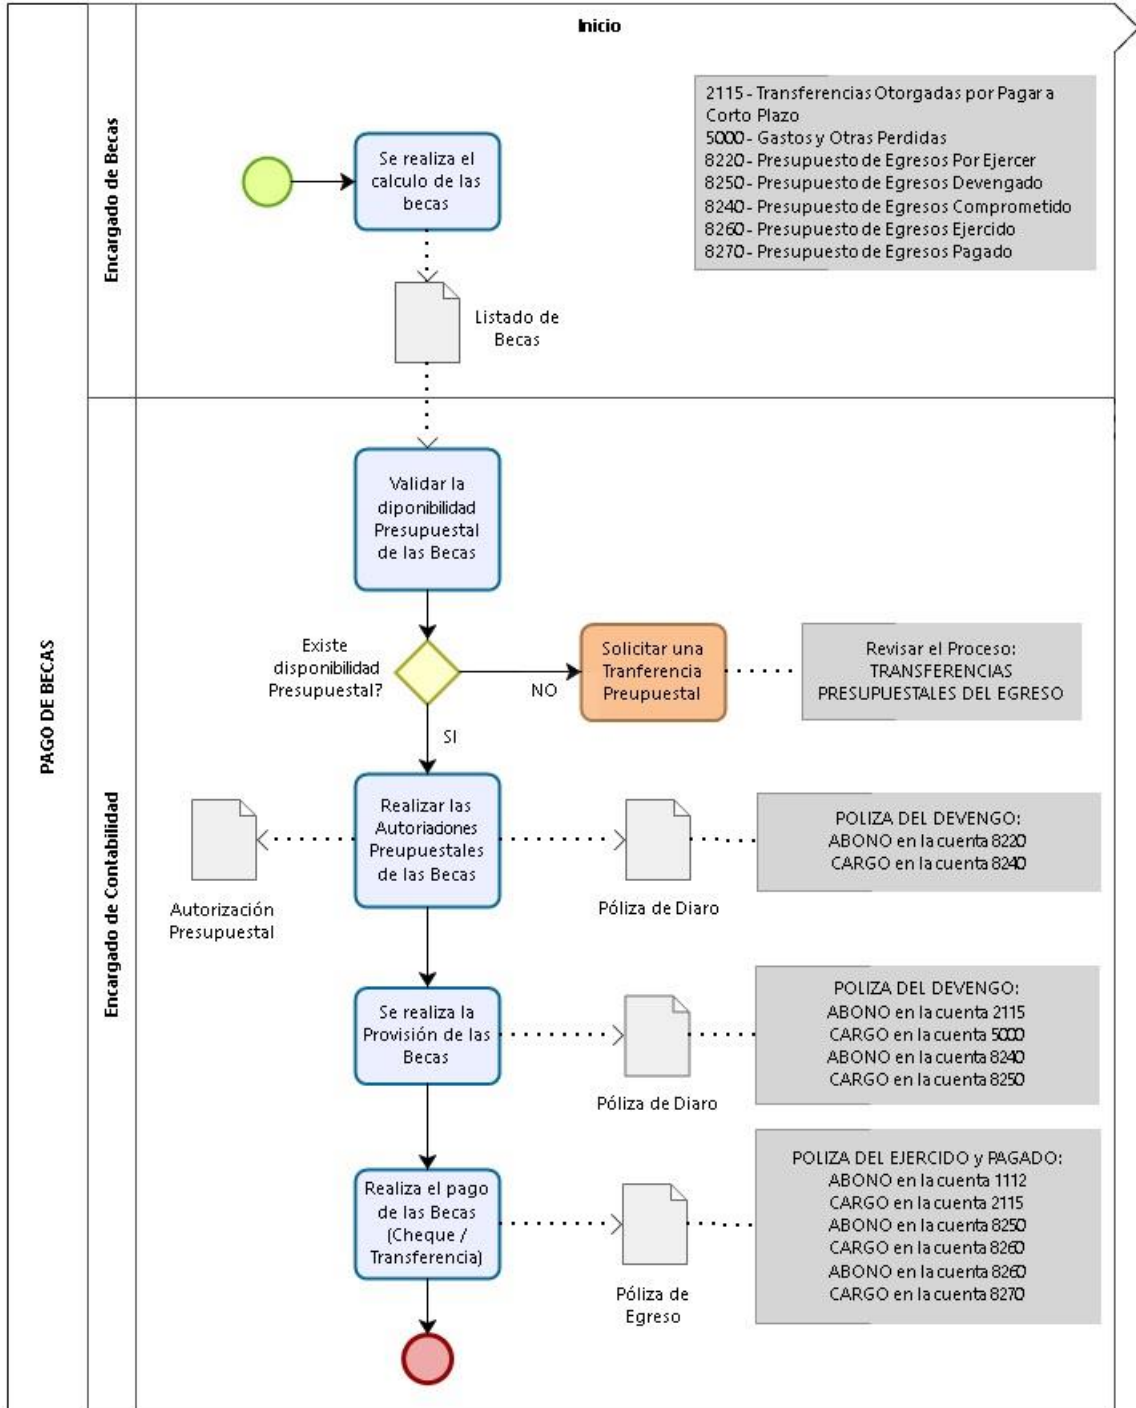 Inicio
PAGO DE BECAS
Encargado de Becas
Se realiza el
calculo de las
becas
2115 - Transferencias Otorgadas por Pagar a
Corto Plazo
5000 - Gastos y Otras Perdidas
8220 - Presupuesto de Egresos Por Ejercer
8250 - Presupuesto de Egresos Devengado
8240 - Presupuesto de Egresos Comprometido
8260 - Presupuesto de Egresos Ejercido
8270 - Presupuesto de Egresos Pagado
Listado de
Becas
Encargado de Contabilidad
Validar la
diponibilidad
Presupuestal
de las Becas
Existe
disponibilidad
Presupuestal?
NO
Solicitar una
Tranferencia
Preupuestal
Revisar el Proceso:
TRANSFERENCIAS
PRESUPUESTALES DEL EGRESO
SI
Realizar las
Autoriaciones
Preupuestales
de las Becas
Autorización
Presupuestal
Póliza de Diaro
POLIZA DEL DEVENGO:
ABONO en la cuenta 8220
CARGO en la cuenta 8240
Se realiza la
Provisión de las
Becas
Póliza de Diaro
POLIZA DEL DEVENGO:
ABONO en la cuenta 2115
CARGO en la cuenta 5000
ABONO en la cuenta 8240
CARGO en la cuenta 8250
Realiza el pago
de las Becas
(Cheque /
Transferencia)
Póliza de
Egreso
POLIZA DEL EJERCIDO y PAGADO:
ABONO en la cuenta 1112
CARGO en la cuenta 2115
ABONO en la cuenta 8250
CARGO en la cuenta 8260
ABONO en la cuenta 8260
CARGO en la cuenta 8270